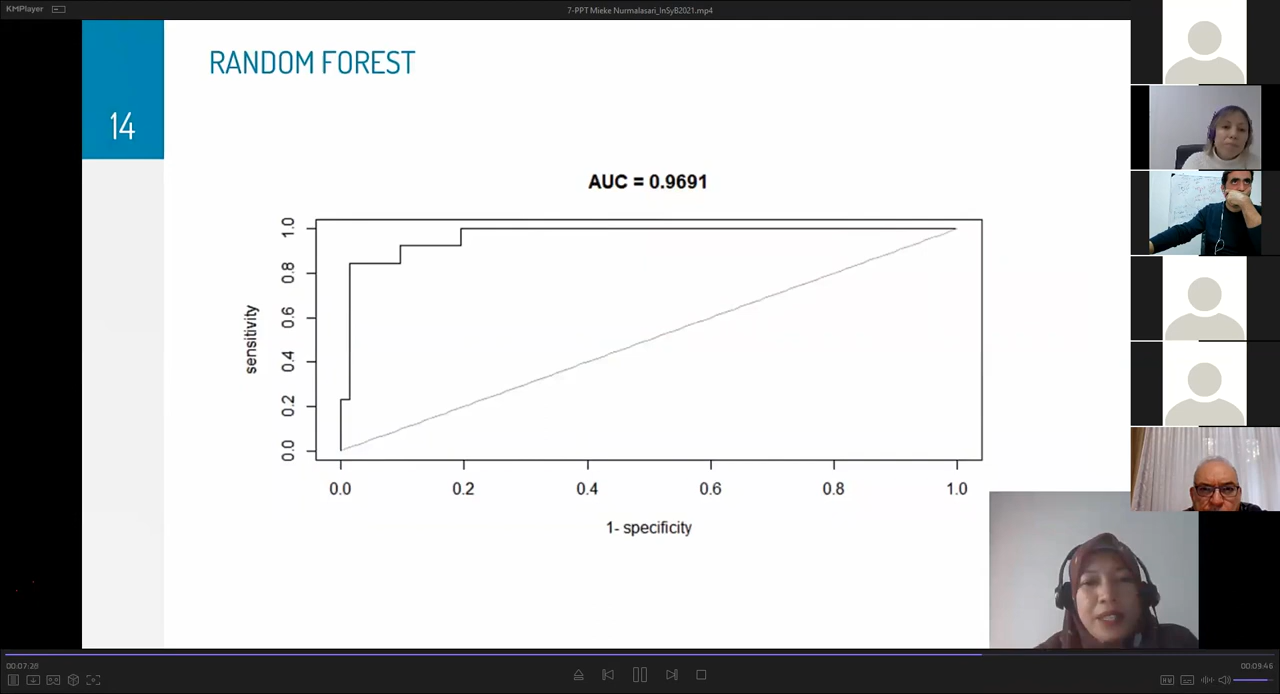 KMPlayer
7-PPT Mieke Nurmalasari_InSyB2021.mp4
RANDOM FOREST
14
AUC = 0.9691
sensitivity
1.0
0.8
0.6
0.4
0.2
0.0
0.0 0.2 0.4 0.6 0.8 1.0
1- specificity
00:07:28
00:09:46